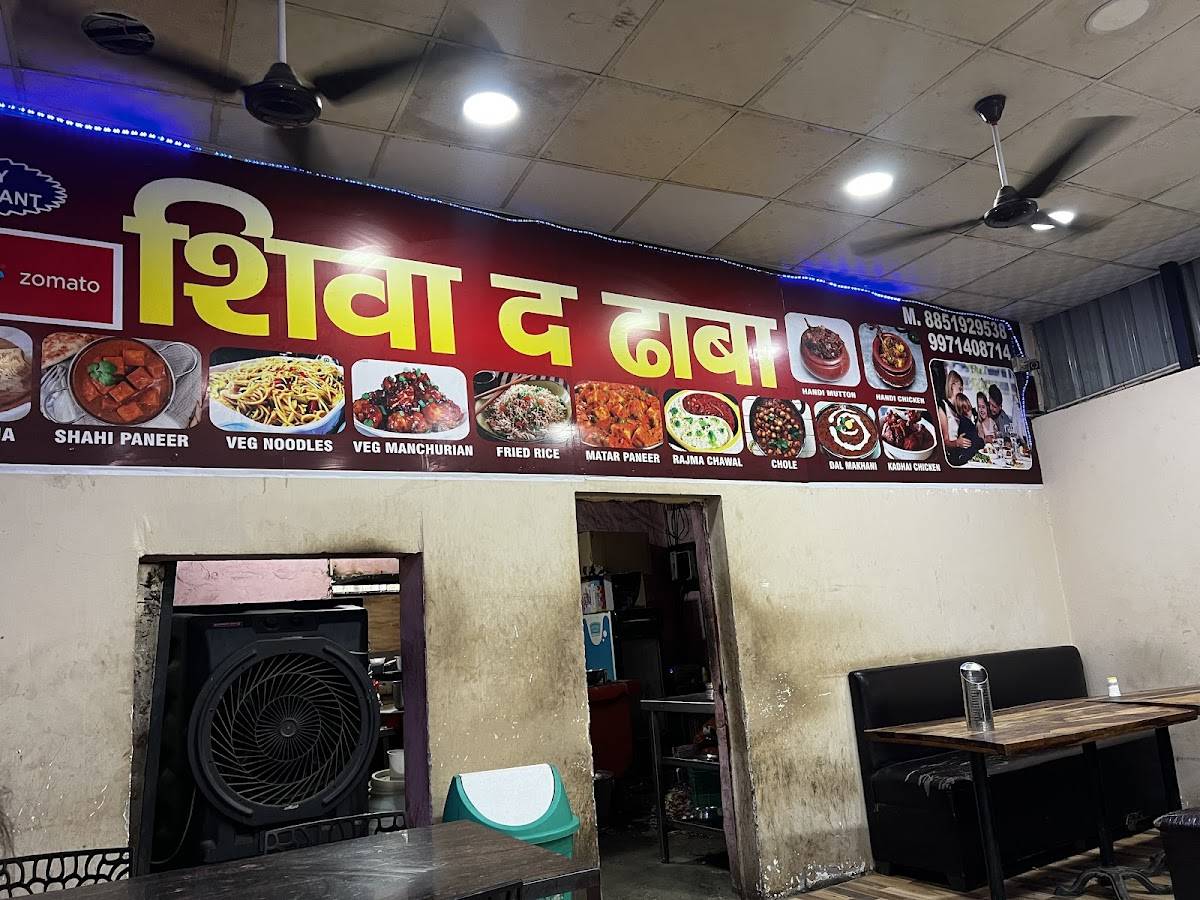 zomato
शिवा द ढाबा
M. 8851929538
9971408714
SHAHI PANEER
VEG NOODLES
VEG MANCHURIAN
FRIED RICE
MATAR PANEER
RAJMA CHAWAL
CHOLE
HANDI MUTTON
HANDI CHICKEN
DAL MAKHANI
KADHAI CHICKEN